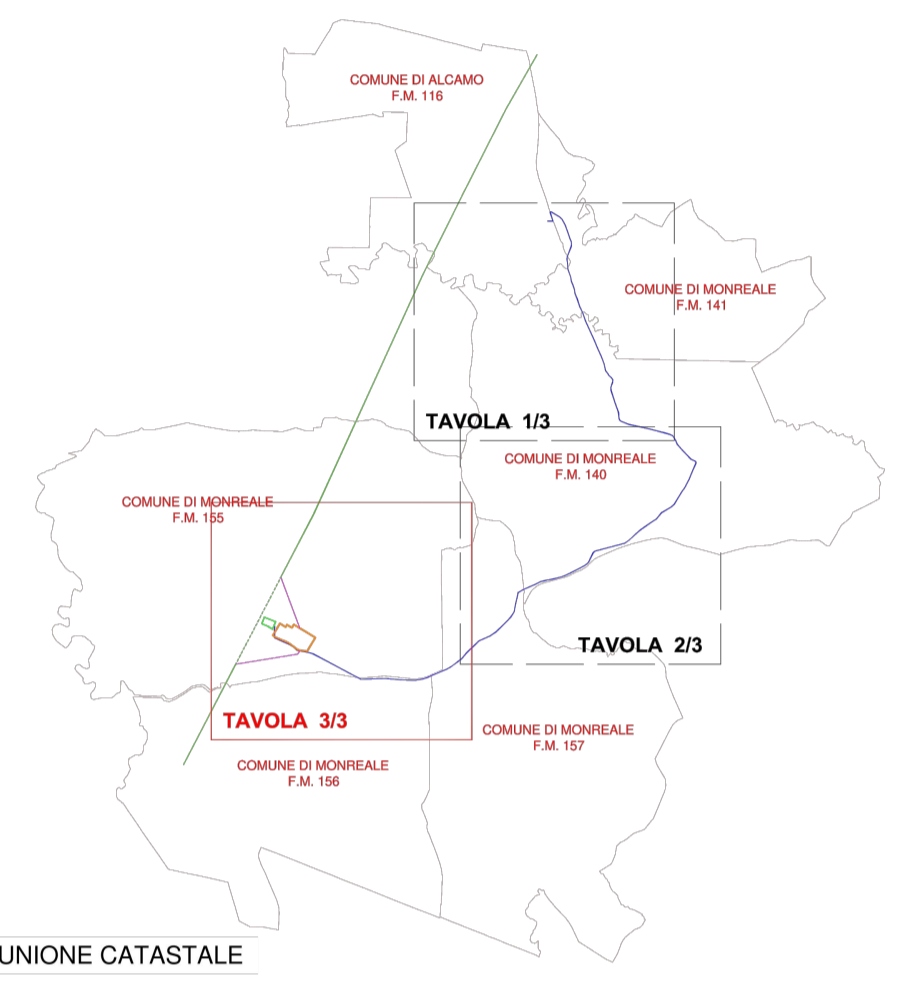 COMUNE DI ALCAMO
F.M. 116
COMUNE DI MONREALE
F.M. 141
TAVOLA 1/3
COMUNE DI MONREALE
F.M. 140
COMUNE DI MONREALE
F.M. 155
TAVOLA 2/3
TAVOLA 3/3
COMUNE DI MONREALE
F.M. 157
COMUNE DI MONREALE
F.M. 156
UNIONE CATASTALE